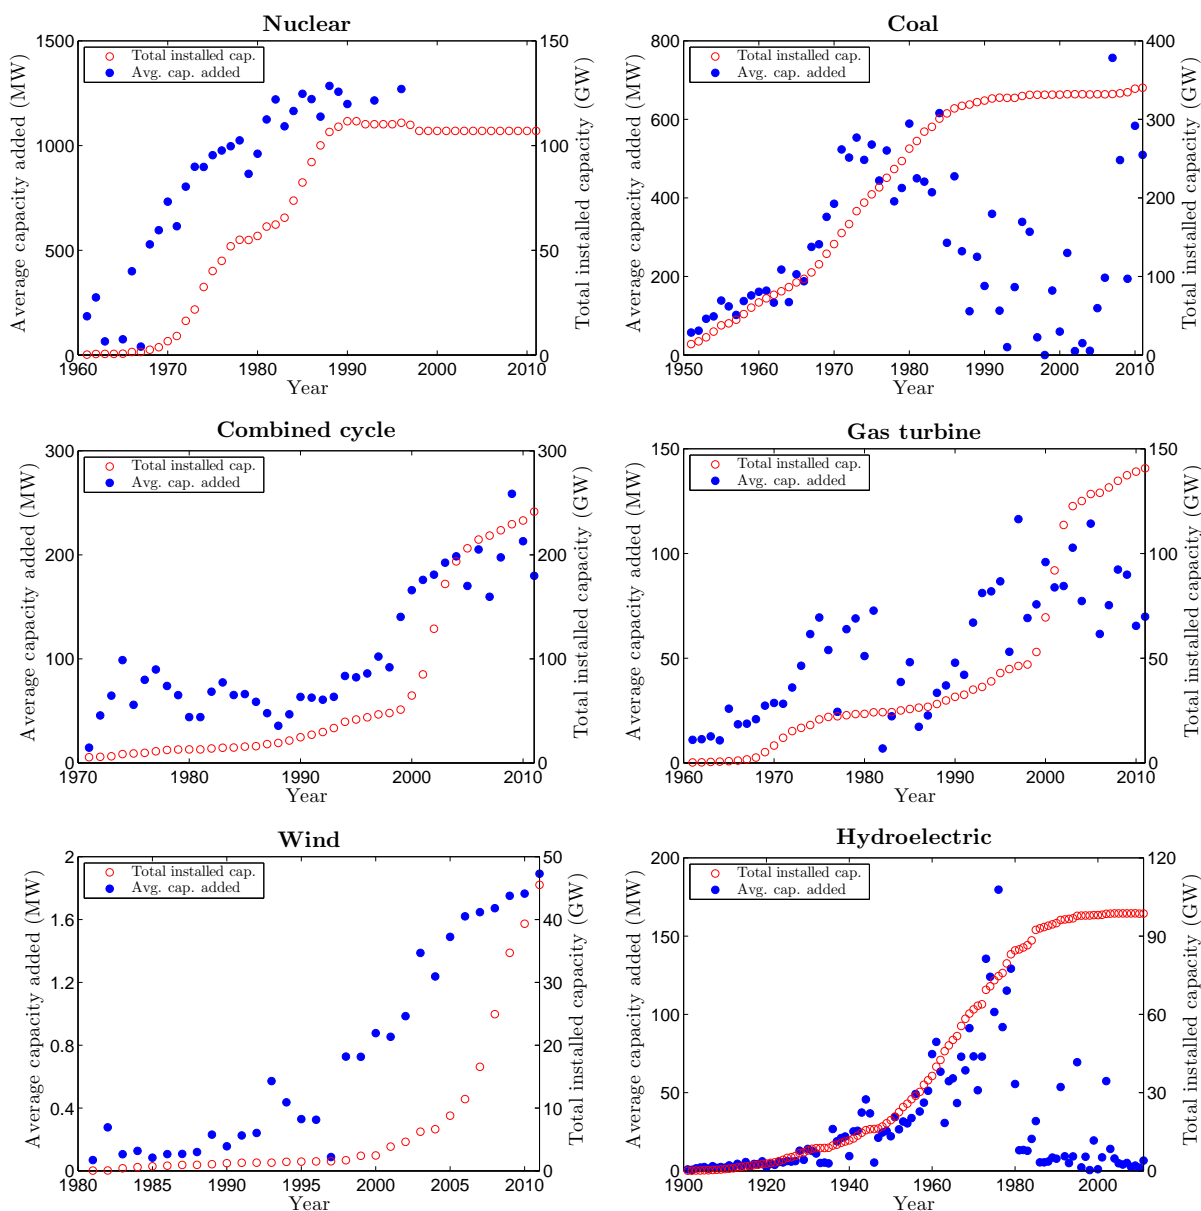 Nuclear
1500
1000
500
0
150
100
50
0
Total installed cap.
Avg. cap. added
Average capacity added (MW)
Total installed capacity (GW)
1960 1970 1980 1990 2000 2010
Year
Coal
800
600
400
200
0
400
300
200
100
0
Total installed cap.
Avg. cap. added
Average capacity added (MW)
Total installed capacity (GW)
1950 1960 1970 1980 1990 2000 2010
Year
Combined cycle
300
200
100
0
300
200
100
0
Total installed cap.
Avg. cap. added
Average capacity added (MW)
Total installed capacity (GW)
1970 1980 1990 2000 2010
Year
Gas turbine
150
100
50
0
150
100
50
0
Total installed cap.
Avg. cap. added
Average capacity added (MW)
Total installed capacity (GW)
1960 1970 1980 1990 2000 2010
Year
Wind
2
1.6
1.2
0.8
0.4
0
50
40
30
20
10
0
Total installed cap.
Avg. cap. added
Average capacity added (MW)
Total installed capacity (GW)
1980 1985 1990 1995 2000 2005 2010
Year
Hydroelectric
200
150
100
50
0
120
90
60
30
0
Total installed cap.
Avg. cap. added
Average capacity added (MW)
Total installed capacity (GW)
1900 1920 1940 1960 1980 2000
Year